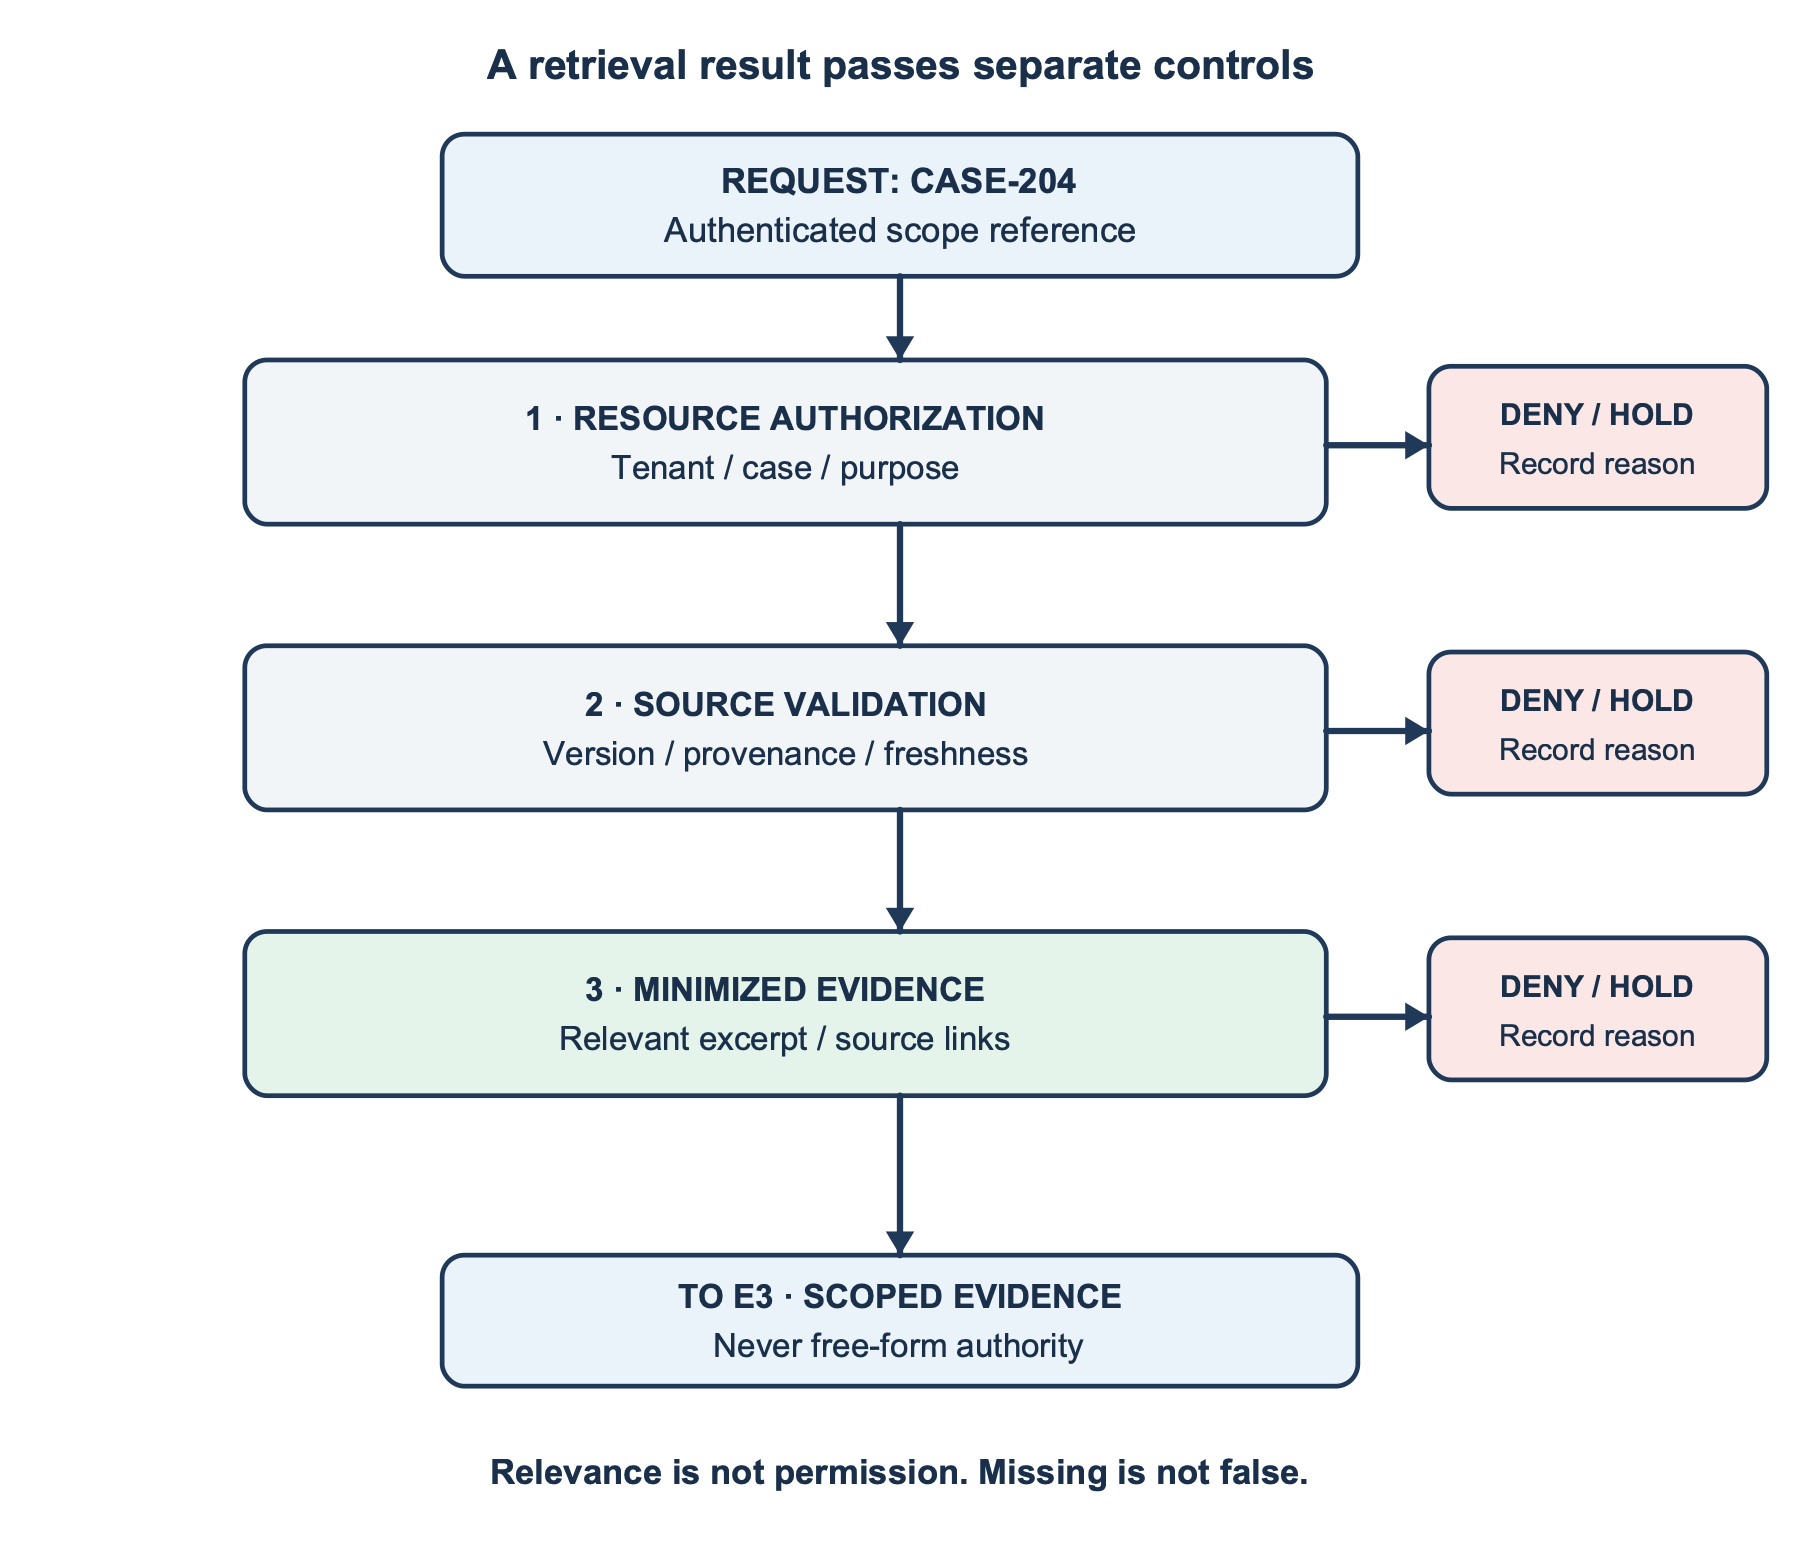 A retrieval result passes separate controls
REQUEST: CASE-204
Authenticated scope reference
1 · RESOURCE AUTHORIZATION
Tenant / case / purpose
DENY / HOLD
Record reason
2 · SOURCE VALIDATION
Version / provenance / freshness
DENY / HOLD
Record reason
3 · MINIMIZED EVIDENCE
Relevant excerpt / source links
DENY / HOLD
Record reason
TO E3 · SCOPED EVIDENCE
Never free-form authority
Relevance is not permission. Missing is not false.